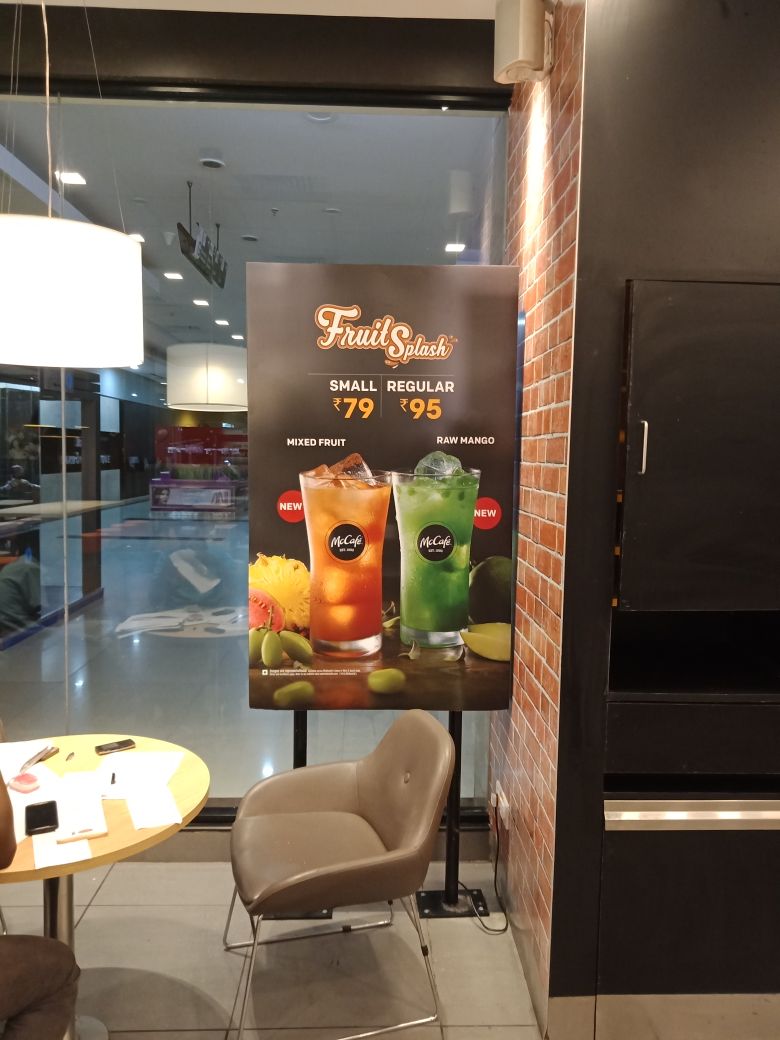 Fruit Splash
SMALL REGULAR
₹79 ₹95
MIXED FRUIT RAW MANGO
NEW NEW
McCafé McCafé